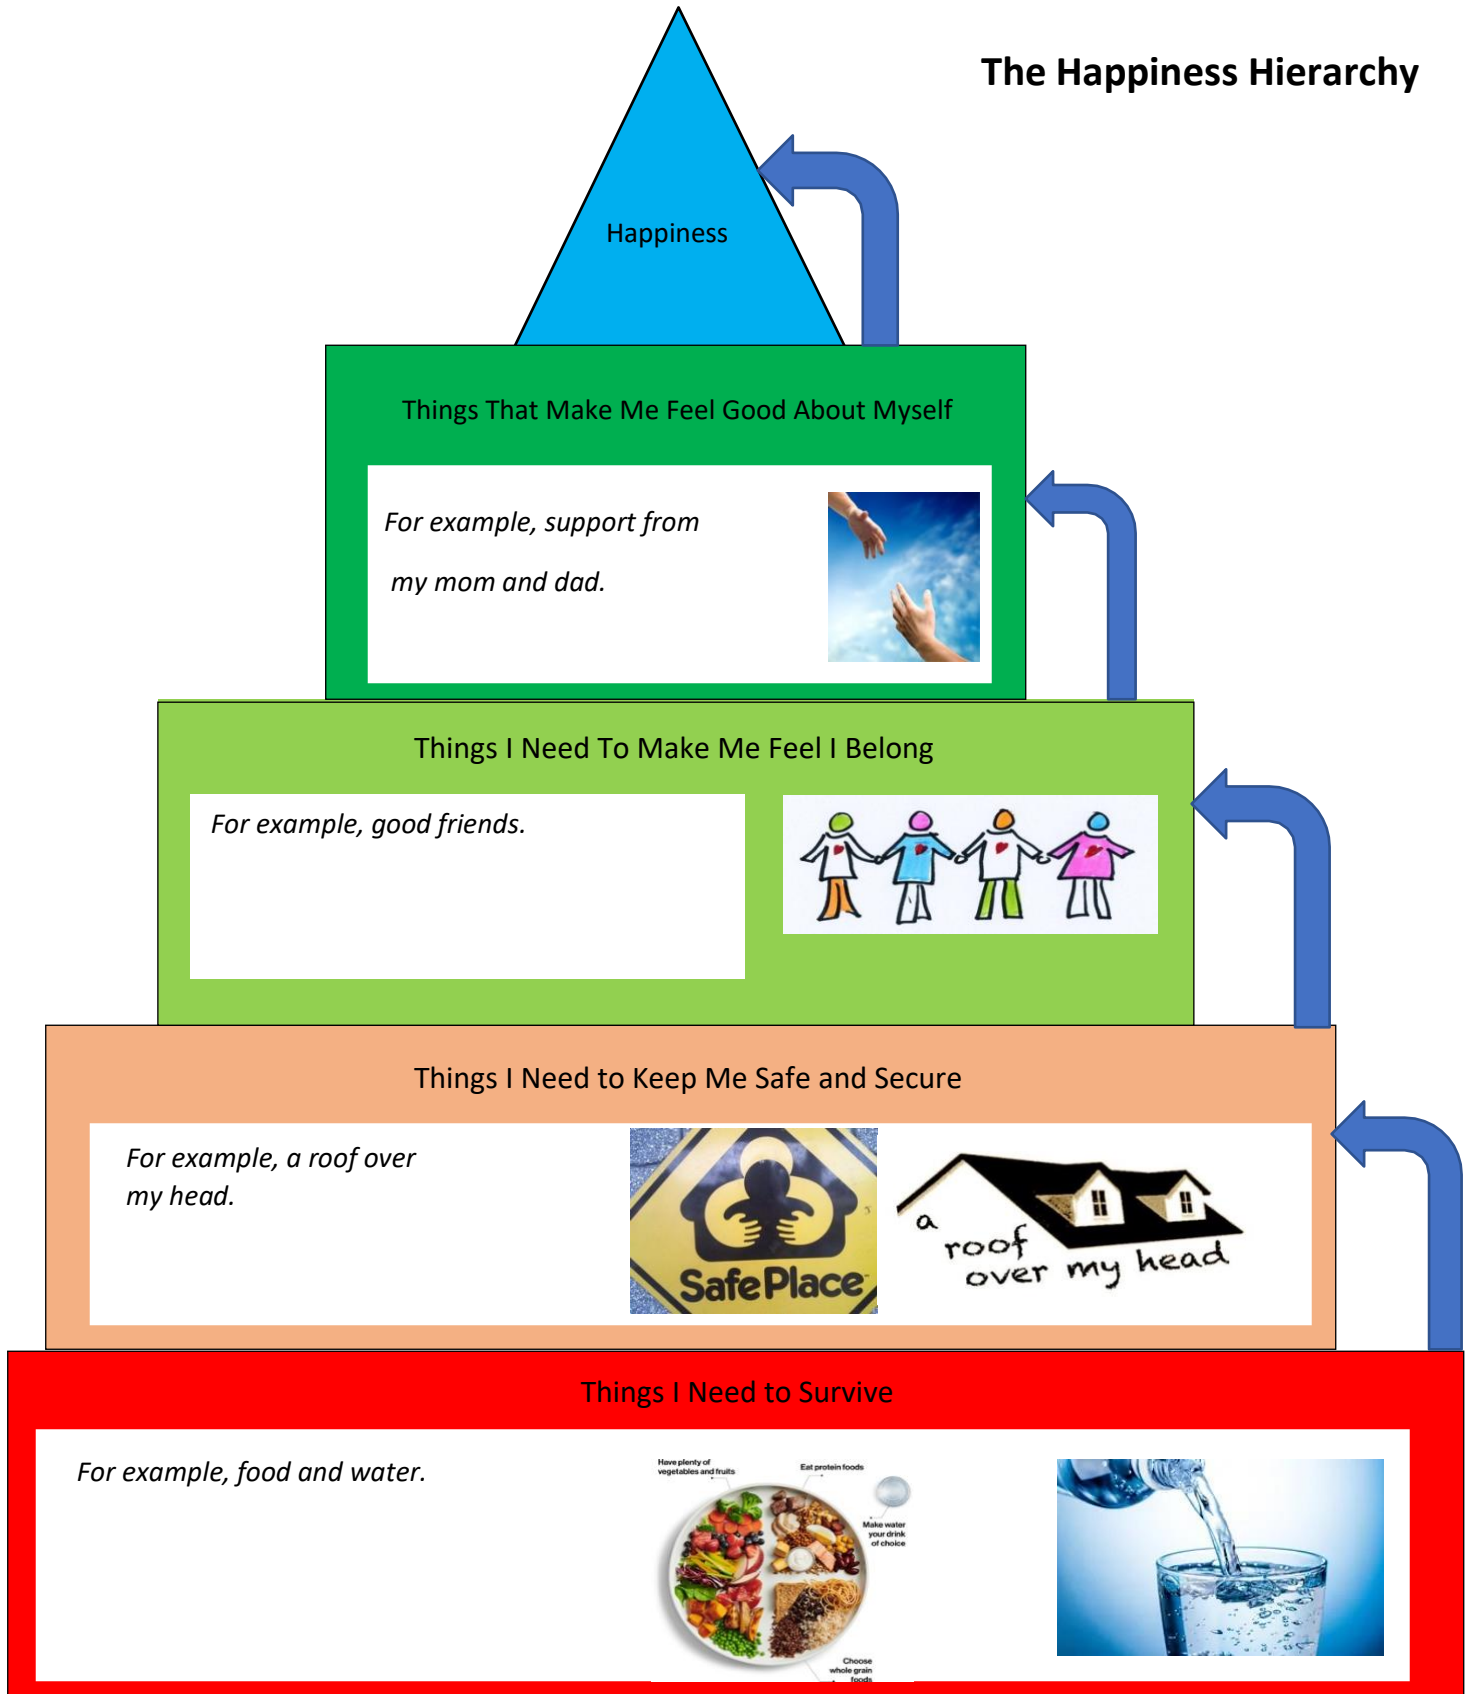 The Happiness Hierarchy
Happiness
Things That Make Me Feel Good About Myself
For example, support from
my mom and dad.
Things I Need To Make Me Feel I Belong
For example, good friends.
Things I Need to Keep Me Safe and Secure
For example, a roof over
my head.
Safe Place
a
roof
over my head
Things I Need to Survive
For example, food and water.
Have plenty of
vegetables and fruits
Eat protein foods
Make water
your drink
of choice
Choose
whole grain
foods